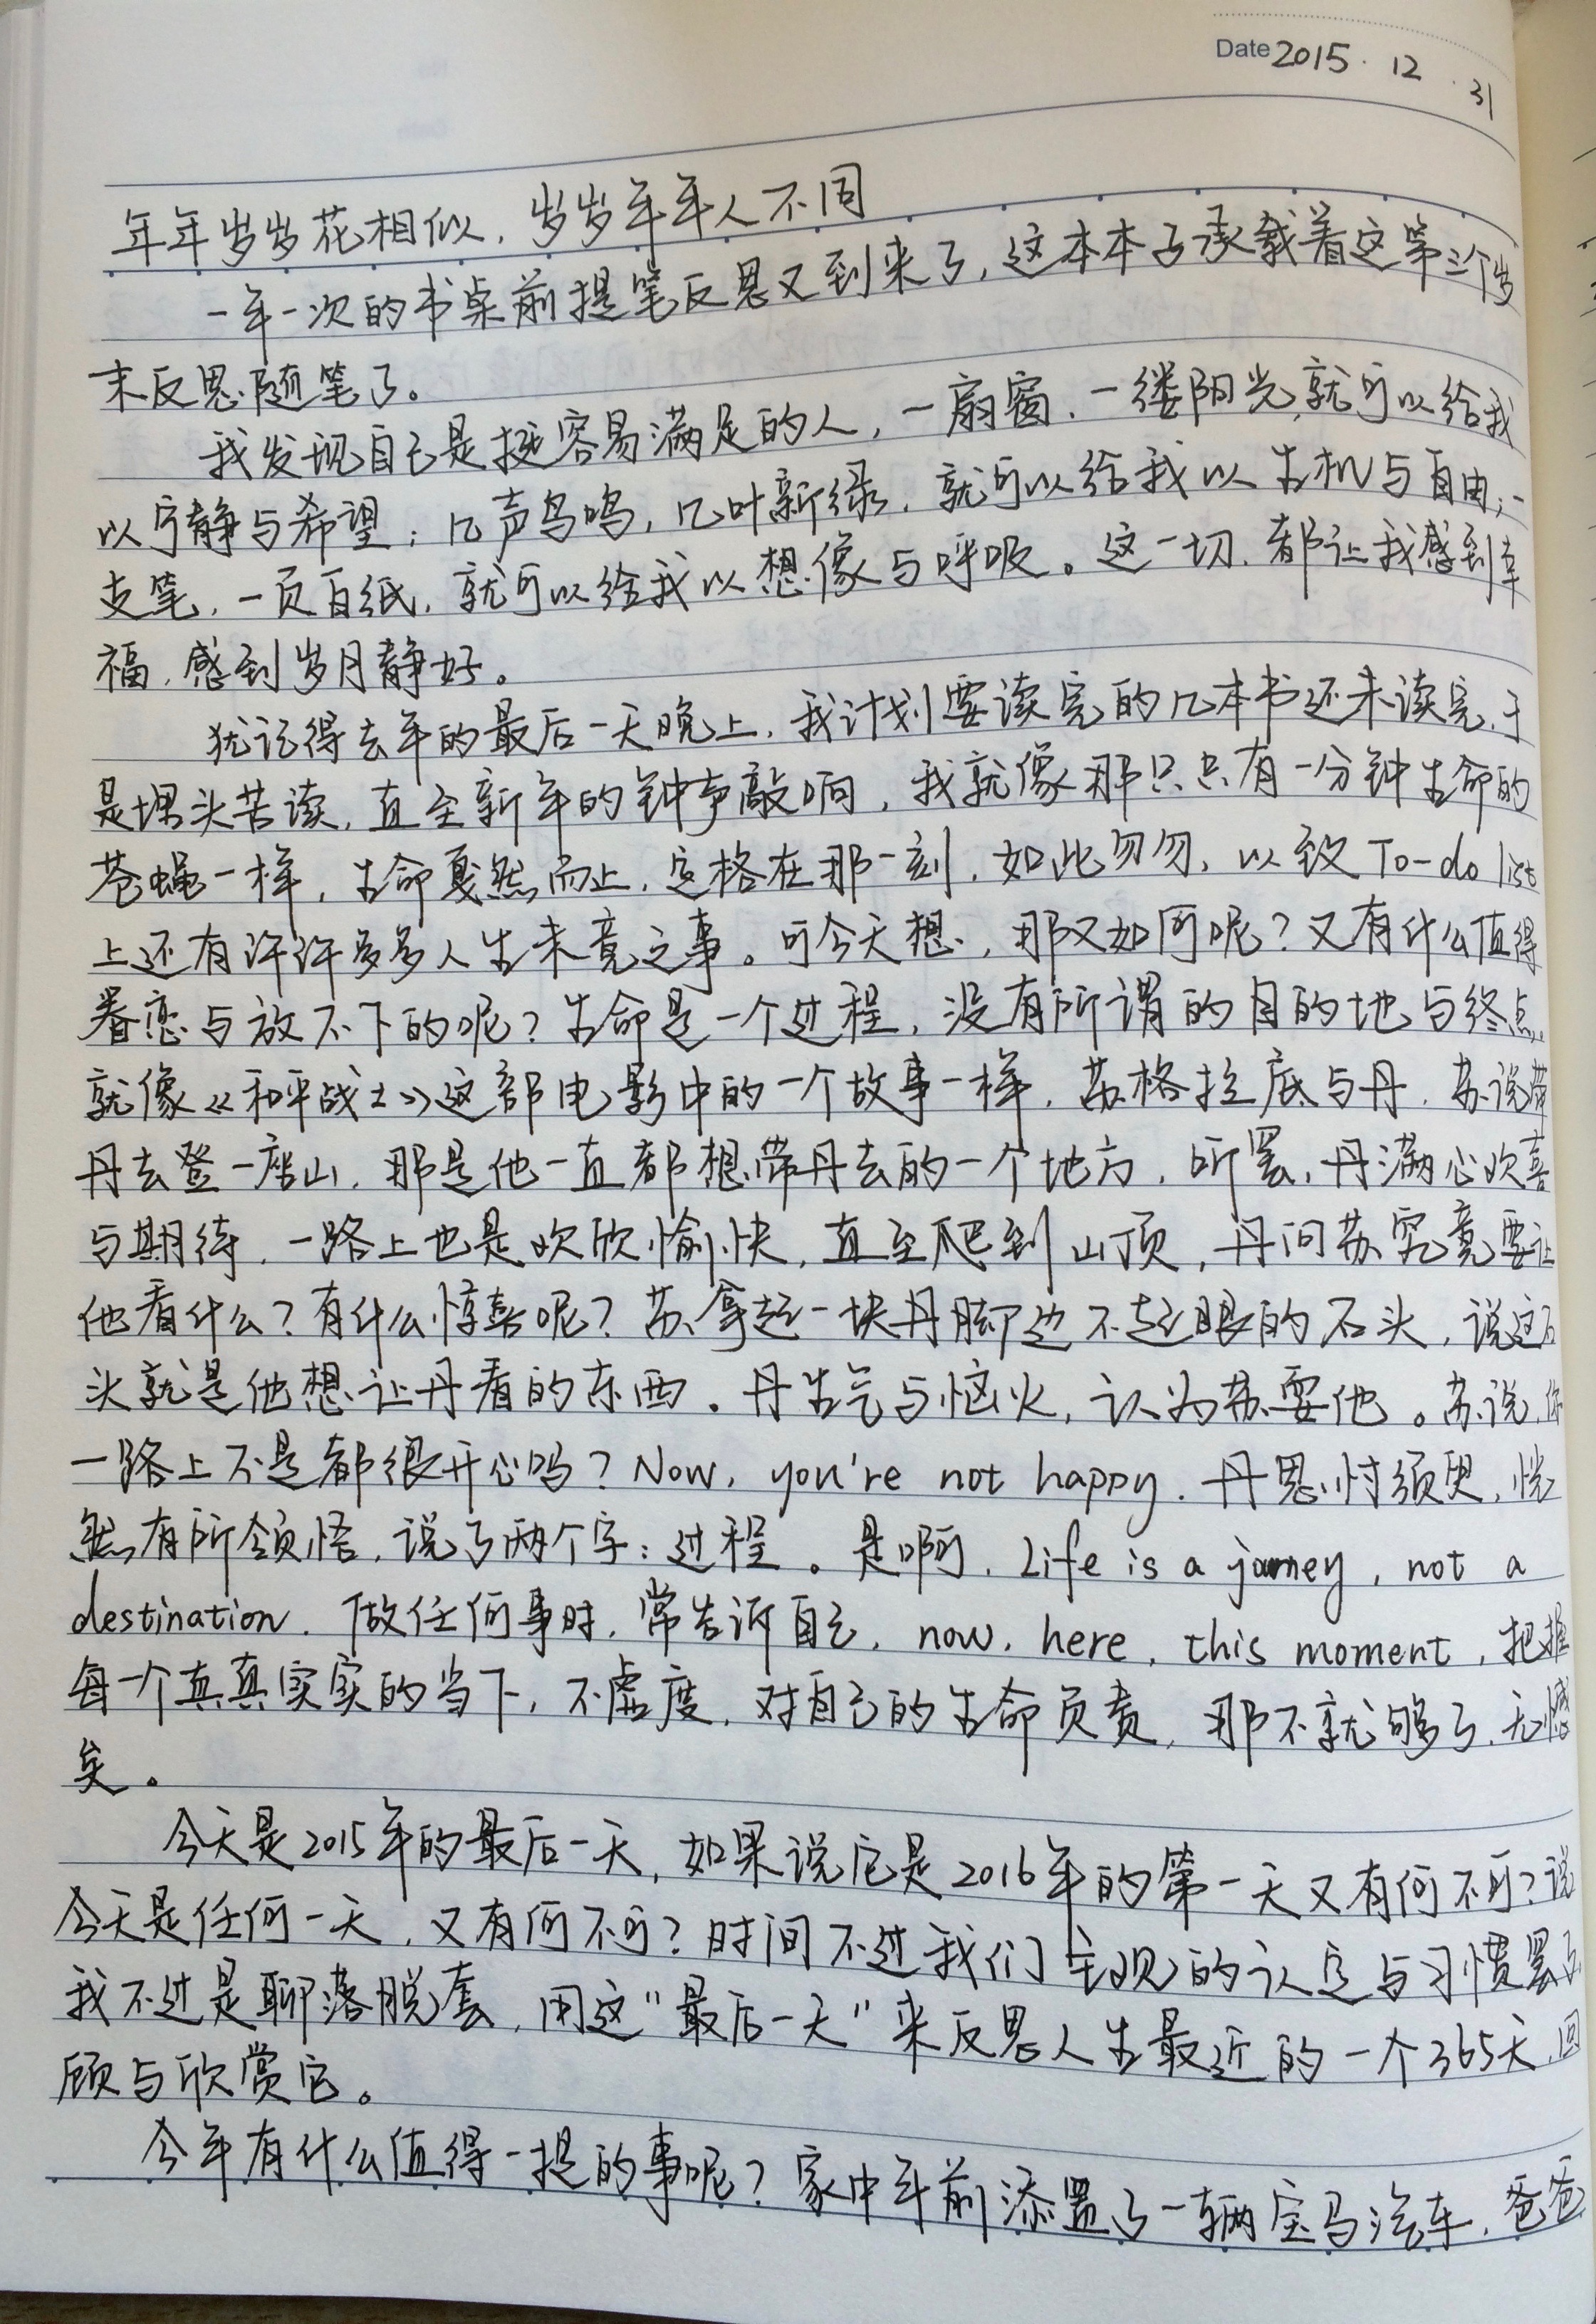 Date 2015.12.31
年年岁岁花相似，岁岁年年人不同
一年一次的书桌前提笔反思又到来了，这本本子承载着这第三个岁
末反思随笔了。
我发现自己是挺容易满足的人，一扇窗，一缕阳光，就可以给我
以宁静与希望；几声鸟鸣，几叶新绿，就可以给我以生机与自由；一
支笔，一页白纸，就可以给我以想像与呼吸。这一切，都让我感到幸
福，感到岁月静好。
犹记得去年的最后一天晚上，我计划要读完的几本书还未读完，于
是埋头苦读，直至新年的钟声敲响，我就像那只只有一分钟生命的
苍蝇一样，生命戛然而止，定格在那一刻，如此匆匆，以致To-do list
上还有许许多多人生未竟之事。可今天想，那又如何呢？又有什么值得
眷恋与放不下的呢？生命是一个过程，没有所谓的目的地与终点，
就像《和平战士》这部电影中的一个故事一样，苏格拉底与丹，苏说带
丹去登一座山，那是他一直都想带丹去的一个地方，听罢，丹满心欢喜
与期待，一路上也是欢欣愉快，直至爬到山顶，丹问苏究竟要让
他看什么？有什么惊喜呢？苏拿起一块丹脚边不起眼的石头，说这石
头就是他想让丹看的东西。丹生气与恼火，认为苏耍他。苏说，你
一路上不是都很开心吗？Now, you're not happy. 丹思忖须臾，恍
然有所领悟，说了两个字：过程。是啊，Life is a journey, not a
destination. 做任何事时，常告诉自己，now, here, this moment，把握
每一个真真实实的当下，不虚度，对自己的生命负责，那不就够了，无憾
矣。
今天是2015年的最后一天，如果说它是2016年的第一天又有何不可？说
今天是任何一天，又有何不可？时间不过我们主观的认定与习惯罢了，
我不过是聊落脱套，用这"最后一天"来反思人生最近的一个365天，回
顾与欣赏它。
今年有什么值得一提的事呢？家中年前添置了一辆宝马汽车，爸爸